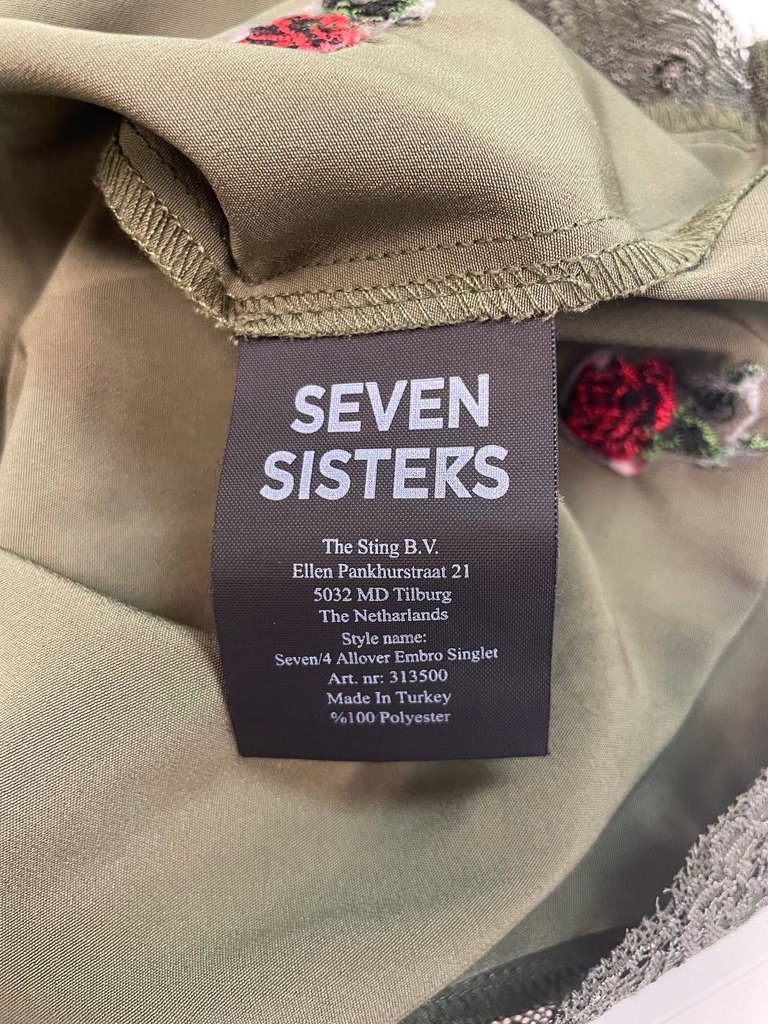 SEVEN
SISTERS
The Sting B.V.
Ellen Pankhurstraat 21
5032 MD Tilburg
The Netharlands
Style name:
Seven/4 Allover Embro Singlet
Art. nr: 313500
Made In Turkey
%100 Polyester